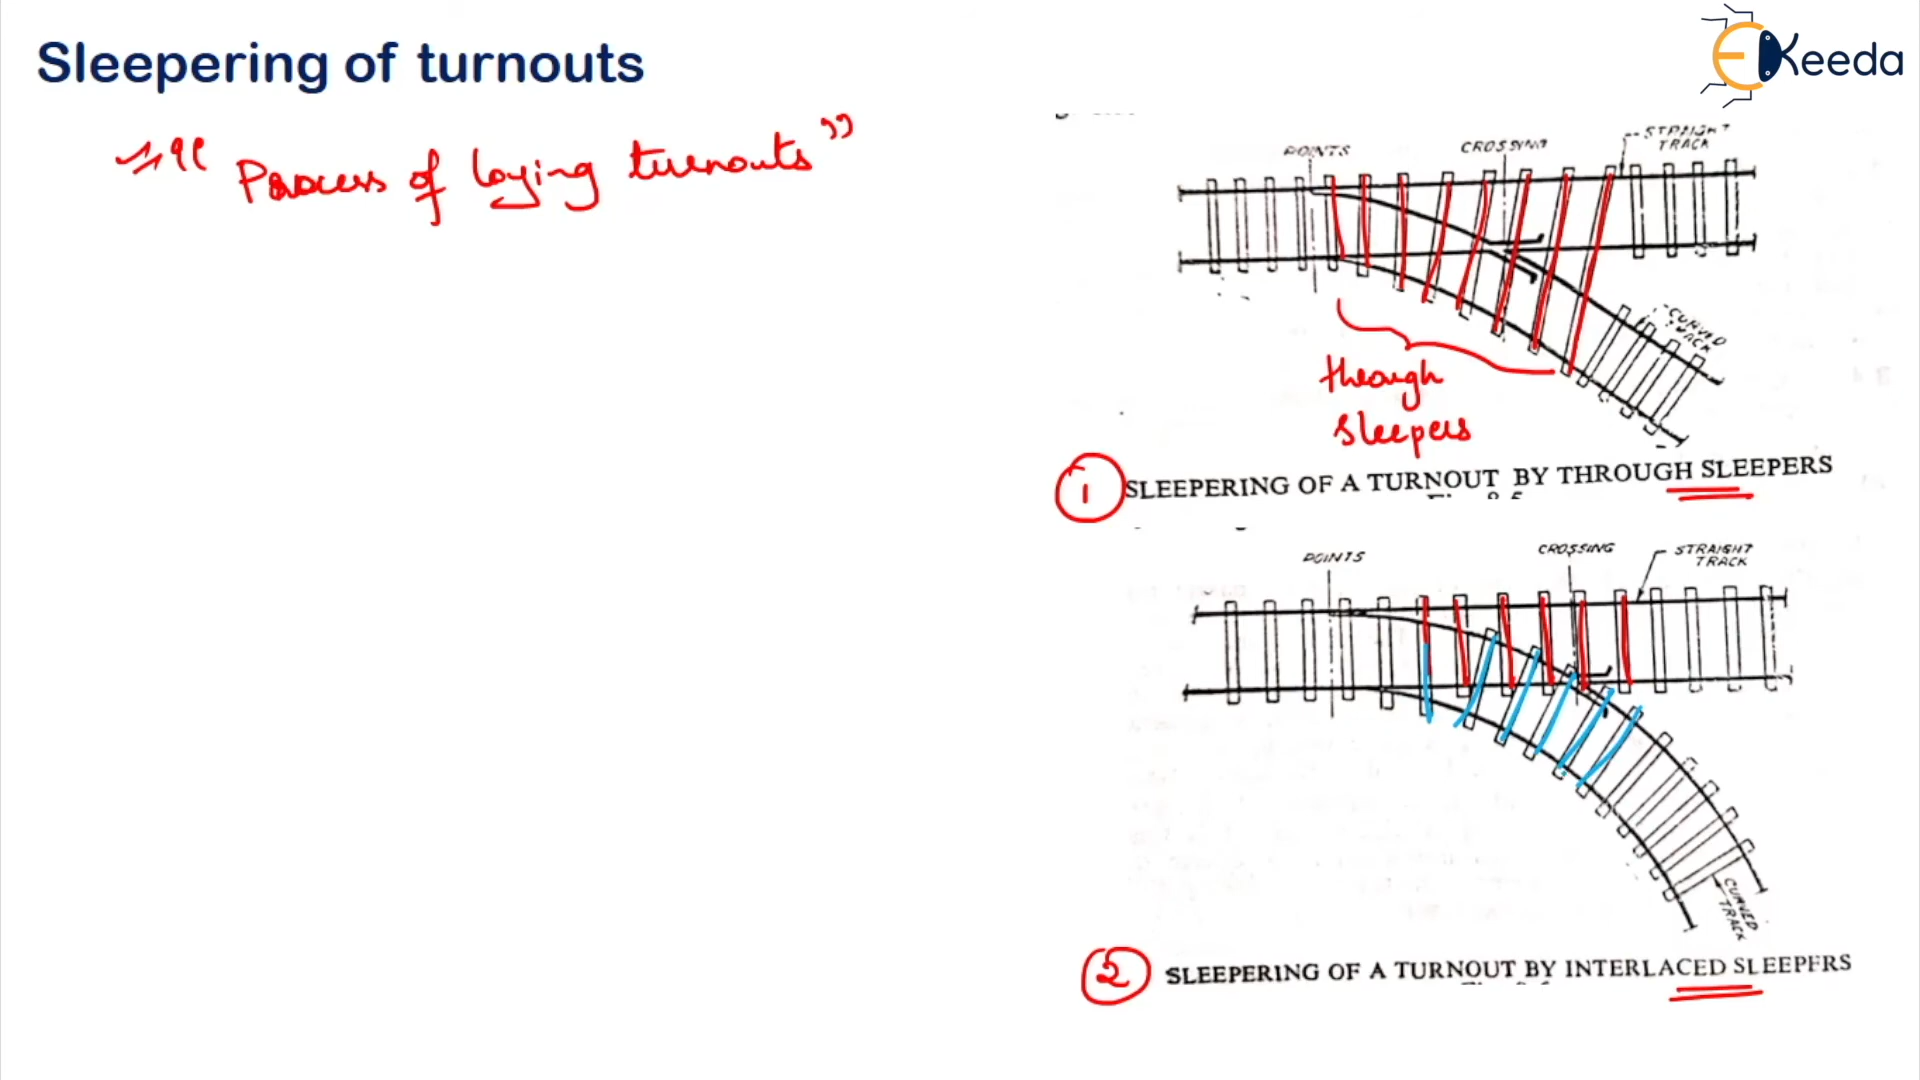 Sleepering of turnouts
EKeeda
"Process of laying turnouts"
POINTS
CROSSING
STRAIGHT
TRACK
CURVED
TRACK
through
sleepers
1 SLEEPERING OF A TURNOUT BY THROUGH SLEEPERS
POINTS
CROSSING
STRAIGHT
TRACK
CURVED
TRACK
2 SLEEPERING OF A TURNOUT BY INTERLACED SLEEPERS